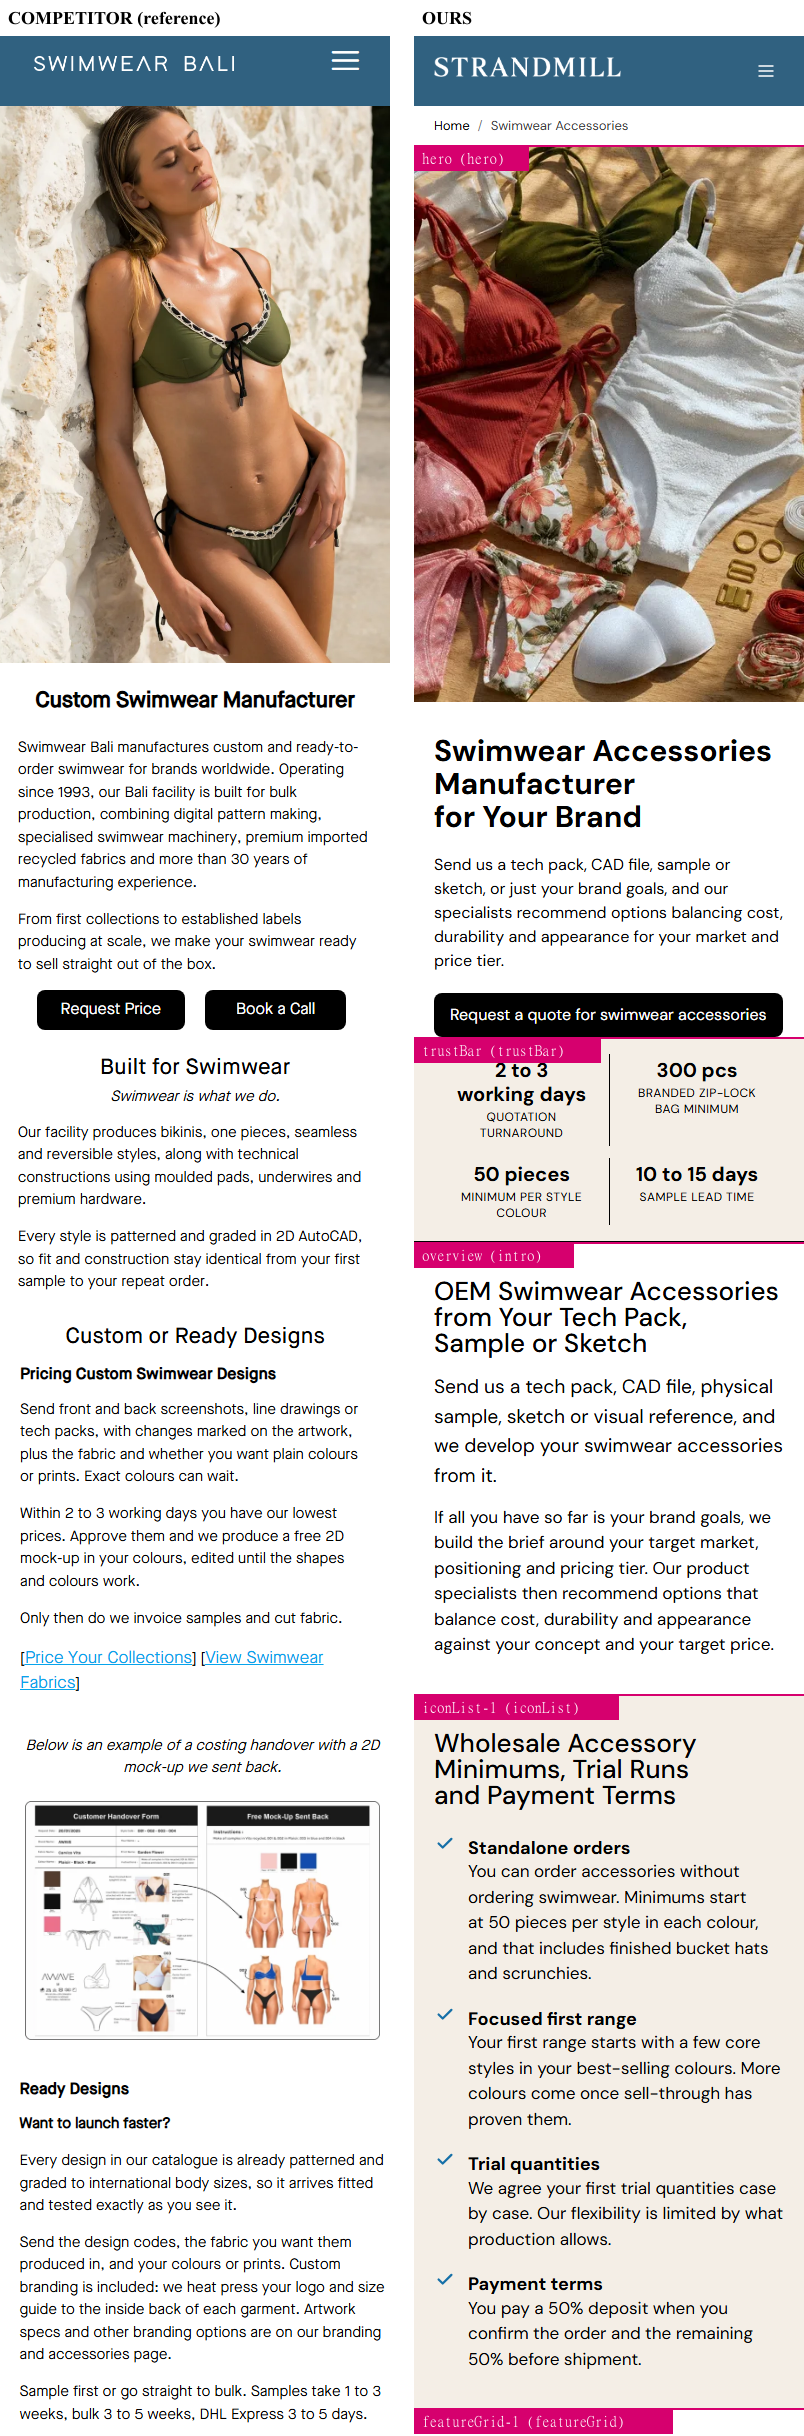 COMPETITOR (reference)
SWIMWEAR BALI
Custom Swimwear Manufacturer
Swimwear Bali manufactures custom and ready-to-
order swimwear for brands worldwide. Operating
since 1993, our Bali facility is built for bulk
production, combining digital pattern making,
specialised swimwear machinery, premium imported
recycled fabrics and more than 30 years of
manufacturing experience.
From first collections to established labels
producing at scale, we make your swimwear ready
to sell straight out of the box.
Request Price
Book a Call
Built for Swimwear
Swimwear is what we do.
Our facility produces bikinis, one pieces, seamless
and reversible styles, along with technical
constructions using moulded pads, underwires and
premium hardware.
Every style is patterned and graded in 2D AutoCAD,
so fit and construction stay identical from your first
sample to your repeat order.
Custom or Ready Designs
Pricing Custom Swimwear Designs
Send front and back screenshots, line drawings or
tech packs, with changes marked on the artwork,
plus the fabric and whether you want plain colours
or prints. Exact colours can wait.
Within 2 to 3 working days you have our lowest
prices. Approve them and we produce a free 2D
mock-up in your colours, edited until the shapes
and colours work.
Only then do we invoice samples and cut fabric.
[Price Your Collections] [View Swimwear
Fabrics]
Below is an example of a costing handover with a 2D
mock-up we sent back.
Customer Handover Form
Free Mock-Up Sent Back
Instructions:
AWAVE
Ready Designs
Want to launch faster?
Every design in our catalogue is already patterned and
graded to international body sizes, so it arrives fitted
and tested exactly as you see it.
Send the design codes, the fabric you want them
produced in, and your colours or prints. Custom
branding is included: we heat press your logo and size
guide to the inside back of each garment. Artwork
specs and other branding options are on our branding
and accessories page.
Sample first or go straight to bulk. Samples take 1 to 3
weeks, bulk 3 to 5 weeks, DHL Express 3 to 5 days.
OURS
STRANDMILL
Home / Swimwear Accessories
hero (hero)
Swimwear Accessories
Manufacturer
for Your Brand
Send us a tech pack, CAD file, sample or
sketch, or just your brand goals, and our
specialists recommend options balancing cost,
durability and appearance for your market and
price tier.
Request a quote for swimwear accessories
trustBar (trustBar)
2 to 3
working days
QUOTATION
TURNAROUND
300 pcs
BRANDED ZIP-LOCK
BAG MINIMUM
50 pieces
MINIMUM PER STYLE
COLOUR
10 to 15 days
SAMPLE LEAD TIME
overview (intro)
OEM Swimwear Accessories
from Your Tech Pack,
Sample or Sketch
Send us a tech pack, CAD file, physical
sample, sketch or visual reference, and
we develop your swimwear accessories
from it.
If all you have so far is your brand goals, we
build the brief around your target market,
positioning and pricing tier. Our product
specialists then recommend options that
balance cost, durability and appearance
against your concept and your target price.
iconList-1 (iconList)
Wholesale Accessory
Minimums, Trial Runs
and Payment Terms
Standalone orders
You can order accessories without
ordering swimwear. Minimums start
at 50 pieces per style in each colour,
and that includes finished bucket hats
and scrunchies.
Focused first range
Your first range starts with a few core
styles in your best-selling colours. More
colours come once sell-through has
proven them.
Trial quantities
We agree your first trial quantities case
by case. Our flexibility is limited by what
production allows.
Payment terms
You pay a 50% deposit when you
confirm the order and the remaining
50% before shipment.
featureGrid-1 (featureGrid)